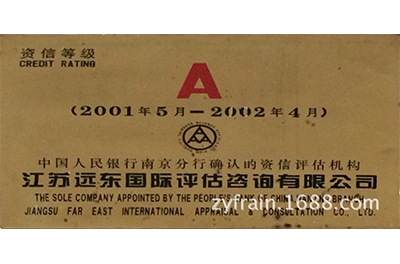 资信等级
CREDIT RATING
A
(2001年5月—2002年4月)
中国人民银行南京分行确认的资信评估机构
江苏远东国际评估咨询有限公司
THE SOLE COMPANY APPOINTED BY THE PEOPLE'S BANK BRANCH
JIANGSU FAR EAST INTERNATIONAL APPRAISAL & CONSULTATION CO., LTD.
zyfrain.1688.com